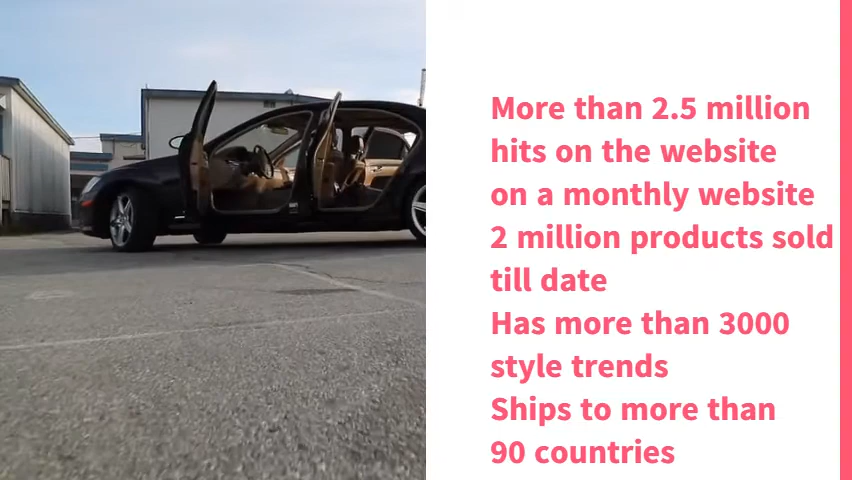 More than 2.5 million
hits on the website
on a monthly website
2 million products sold
till date
Has more than 3000
style trends
Ships to more than
90 countries